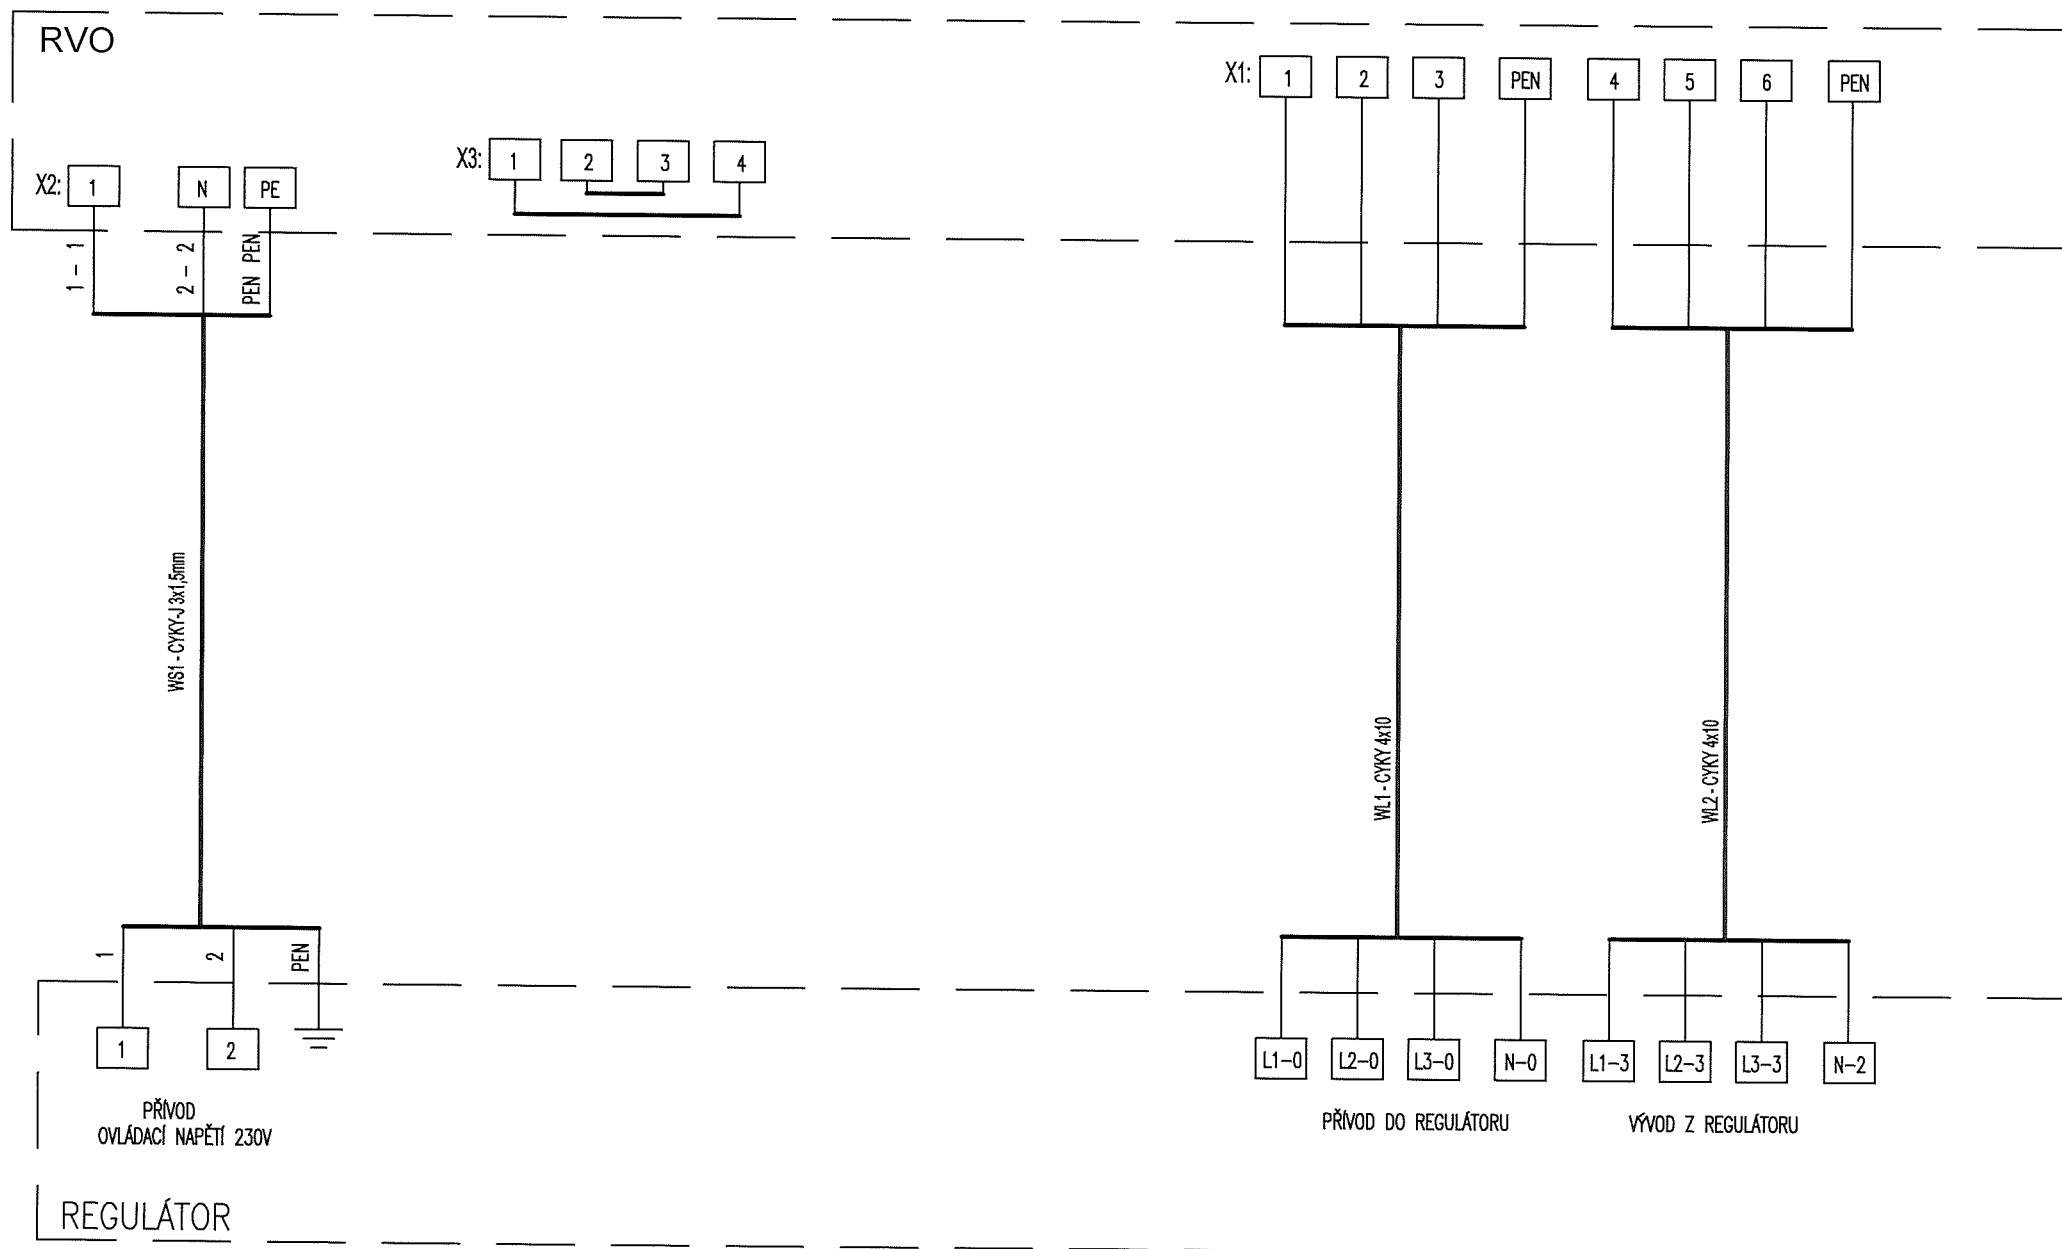 RVO
X1: 1 2 3 PEN 4 5 6 PEN
X3: 1 2 3 4
X2: 1 N PE
1 - 1
2 - 2
PEN PEN
WS1 - CYKY-J 3x1,5mm
WL1 - CYKY 4x10
WL2 - CYKY 4x10
1
2
PEN
1 2
L1-0 L2-0 L3-0 N-0 L1-3 L2-3 L3-3 N-2
PŘÍVOD
OVLÁDACÍ NAPĚTÍ 230V
PŘÍVOD DO REGULÁTORU
VÝVOD Z REGULÁTORU
REGULÁTOR